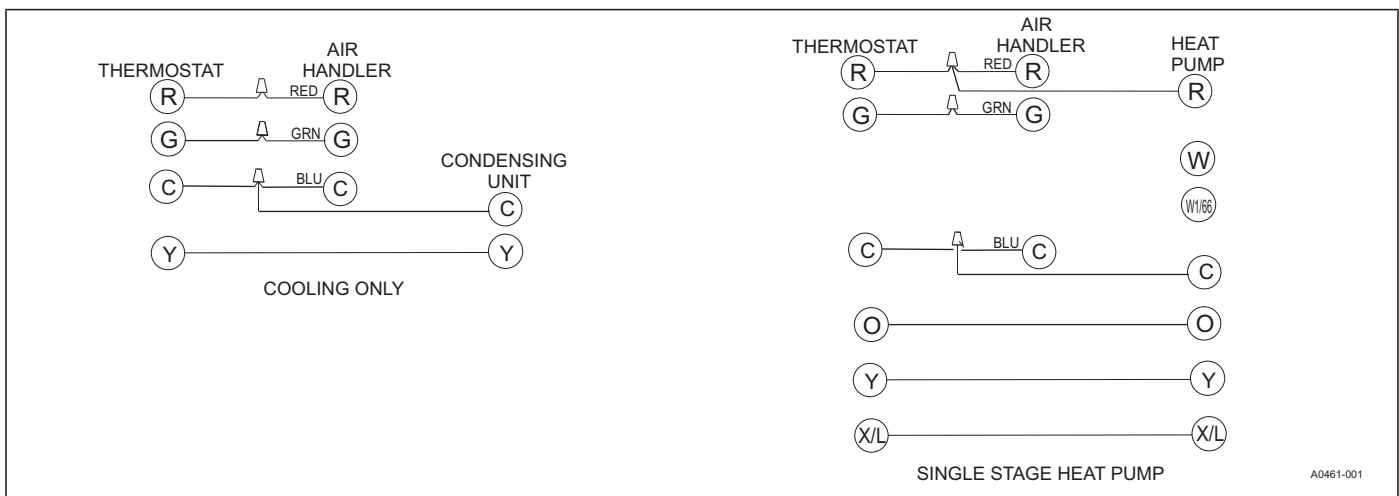 THERMOSTAT
AIR
HANDLER
R RED R
G GRN G
C BLU C
CONDENSING
UNIT
C
Y Y
COOLING ONLY
THERMOSTAT
AIR
HANDLER
HEAT
PUMP
R RED R
R
G GRN G
W
W1/66
C BLU C
C
O O
Y Y
X/L X/L
SINGLE STAGE HEAT PUMP
A0461-001